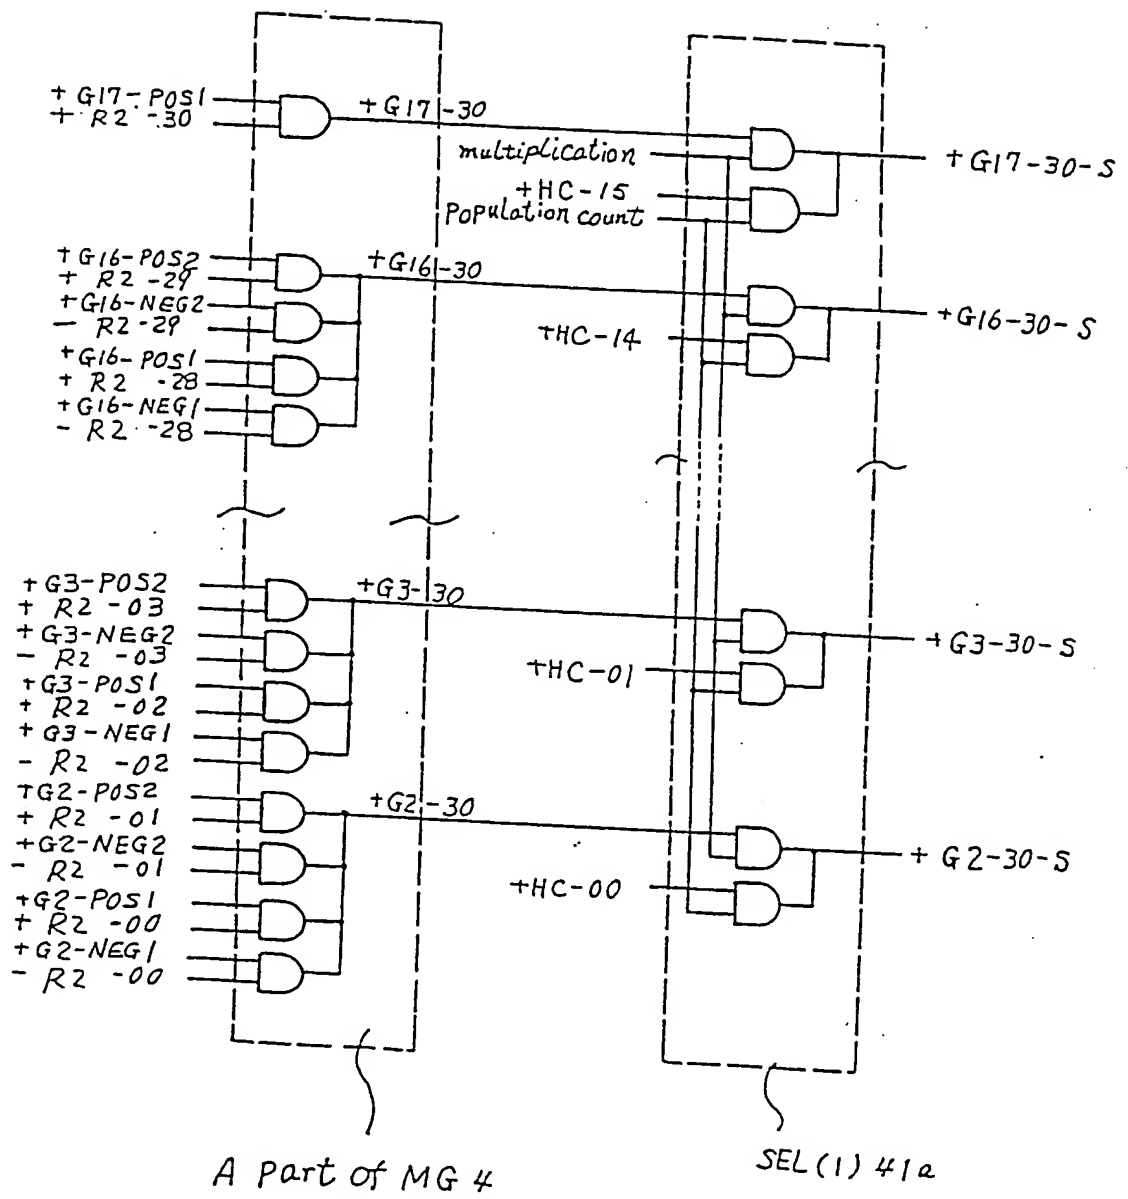 + G17-POS1
+ R2 -30
+G17-30
multiplication
+HC-15
Population count
+G17-30-S
+G16-POS2
+ R2 -29
+G16-NEG2
- R2 -29
+G16-POS1
+ R2 -28
+G16-NEG1
- R2 -28
+G16-30
+HC-14
+G16-30-S
+G3-POS2
+ R2 -03
+G3-NEG2
- R2 -03
+G3-POS1
+ R2 -02
+ G3-NEG1
- R2 -02
+G3-30
+HC-01
+G3-30-S
+G2-POS2
+ R2 -01
+G2-NEG2
- R2 -01
+G2-POS1
+ R2 -00
+G2-NEG1
- R2 -00
+G2-30
+HC-00
+ G2-30-S
A part of MG 4
SEL(1) 41a